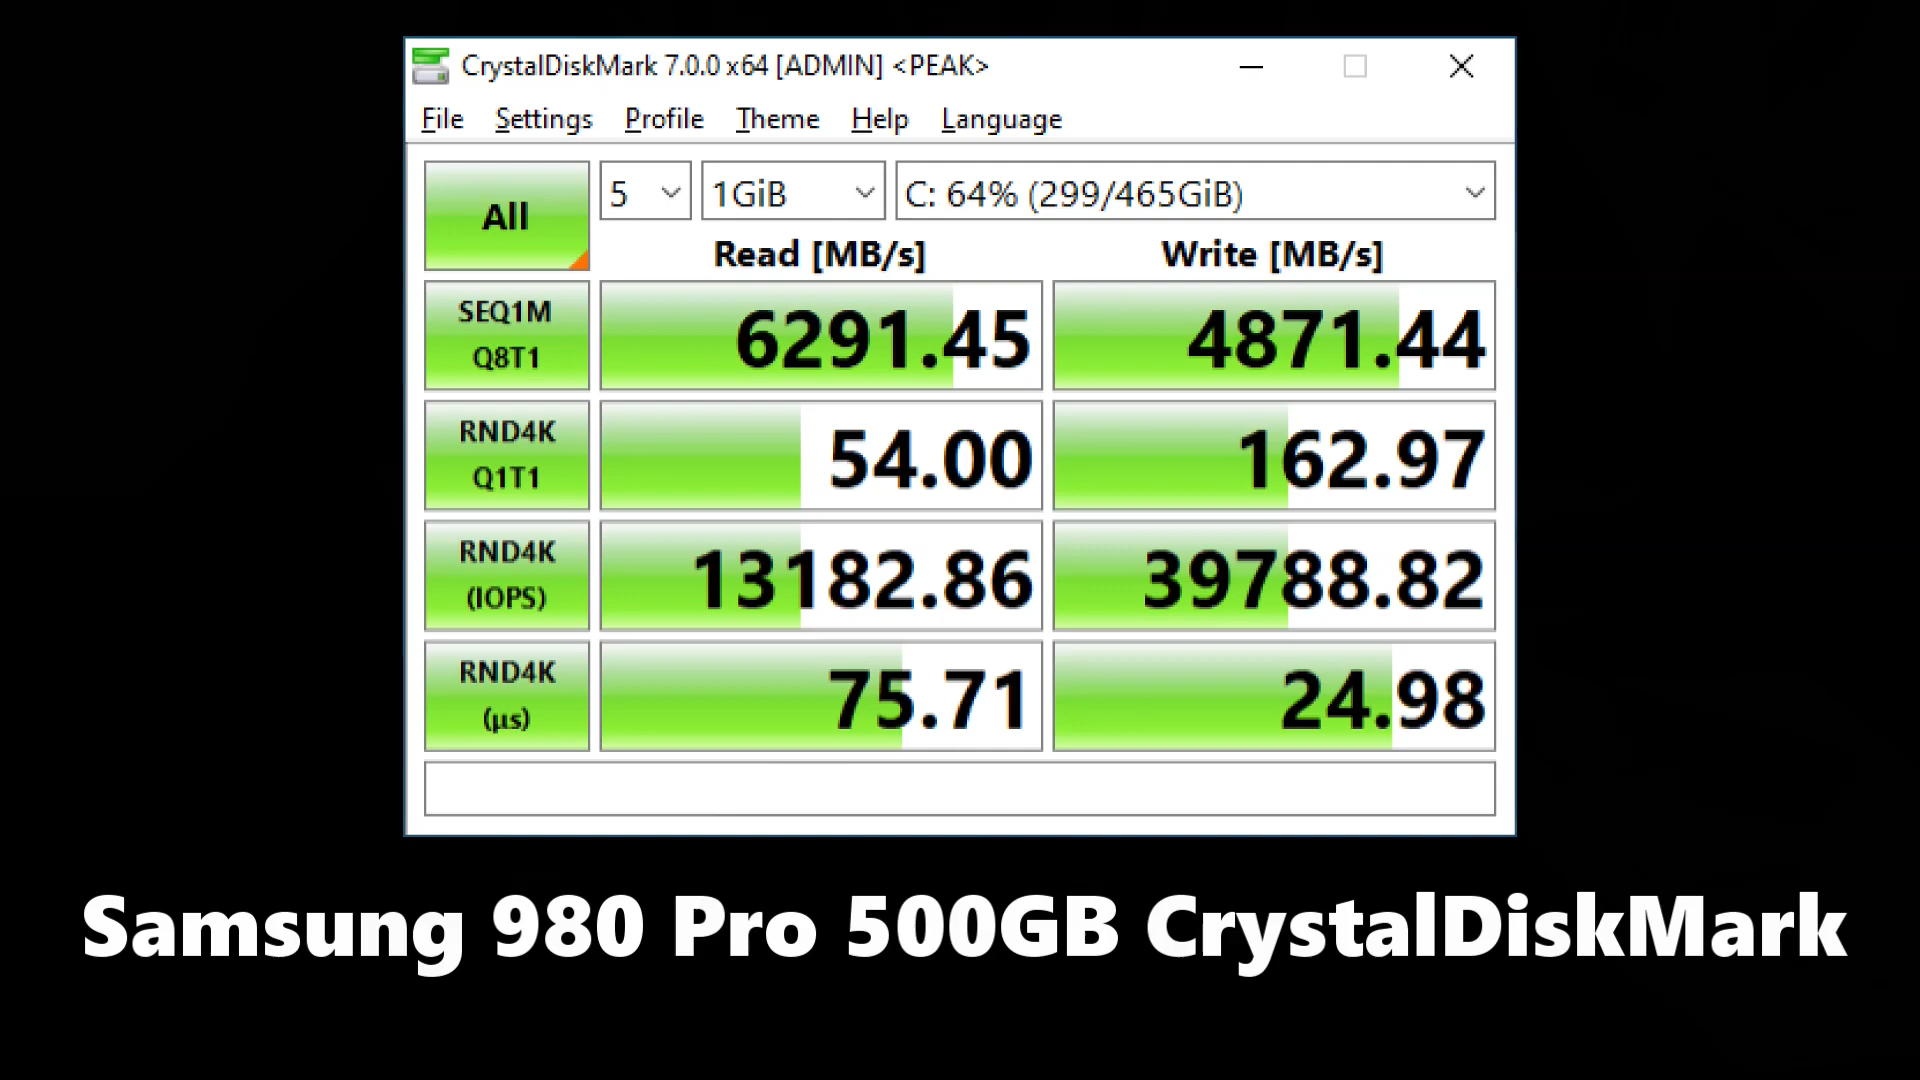 CrystalDiskMark 7.0.0 x64 [ADMIN] <PEAK>
File Settings Profile Theme Help Language
All 5 1GiB C: 64% (299/465GiB)
Read [MB/s] Write [MB/s]
SEQ1M
Q8T1
6291.45 4871.44
RND4K
Q1T1
54.00 162.97
RND4K
(IOPS)
13182.86 39788.82
RND4K
(µs)
75.71 24.98
Samsung 980 Pro 500GB CrystalDiskMark